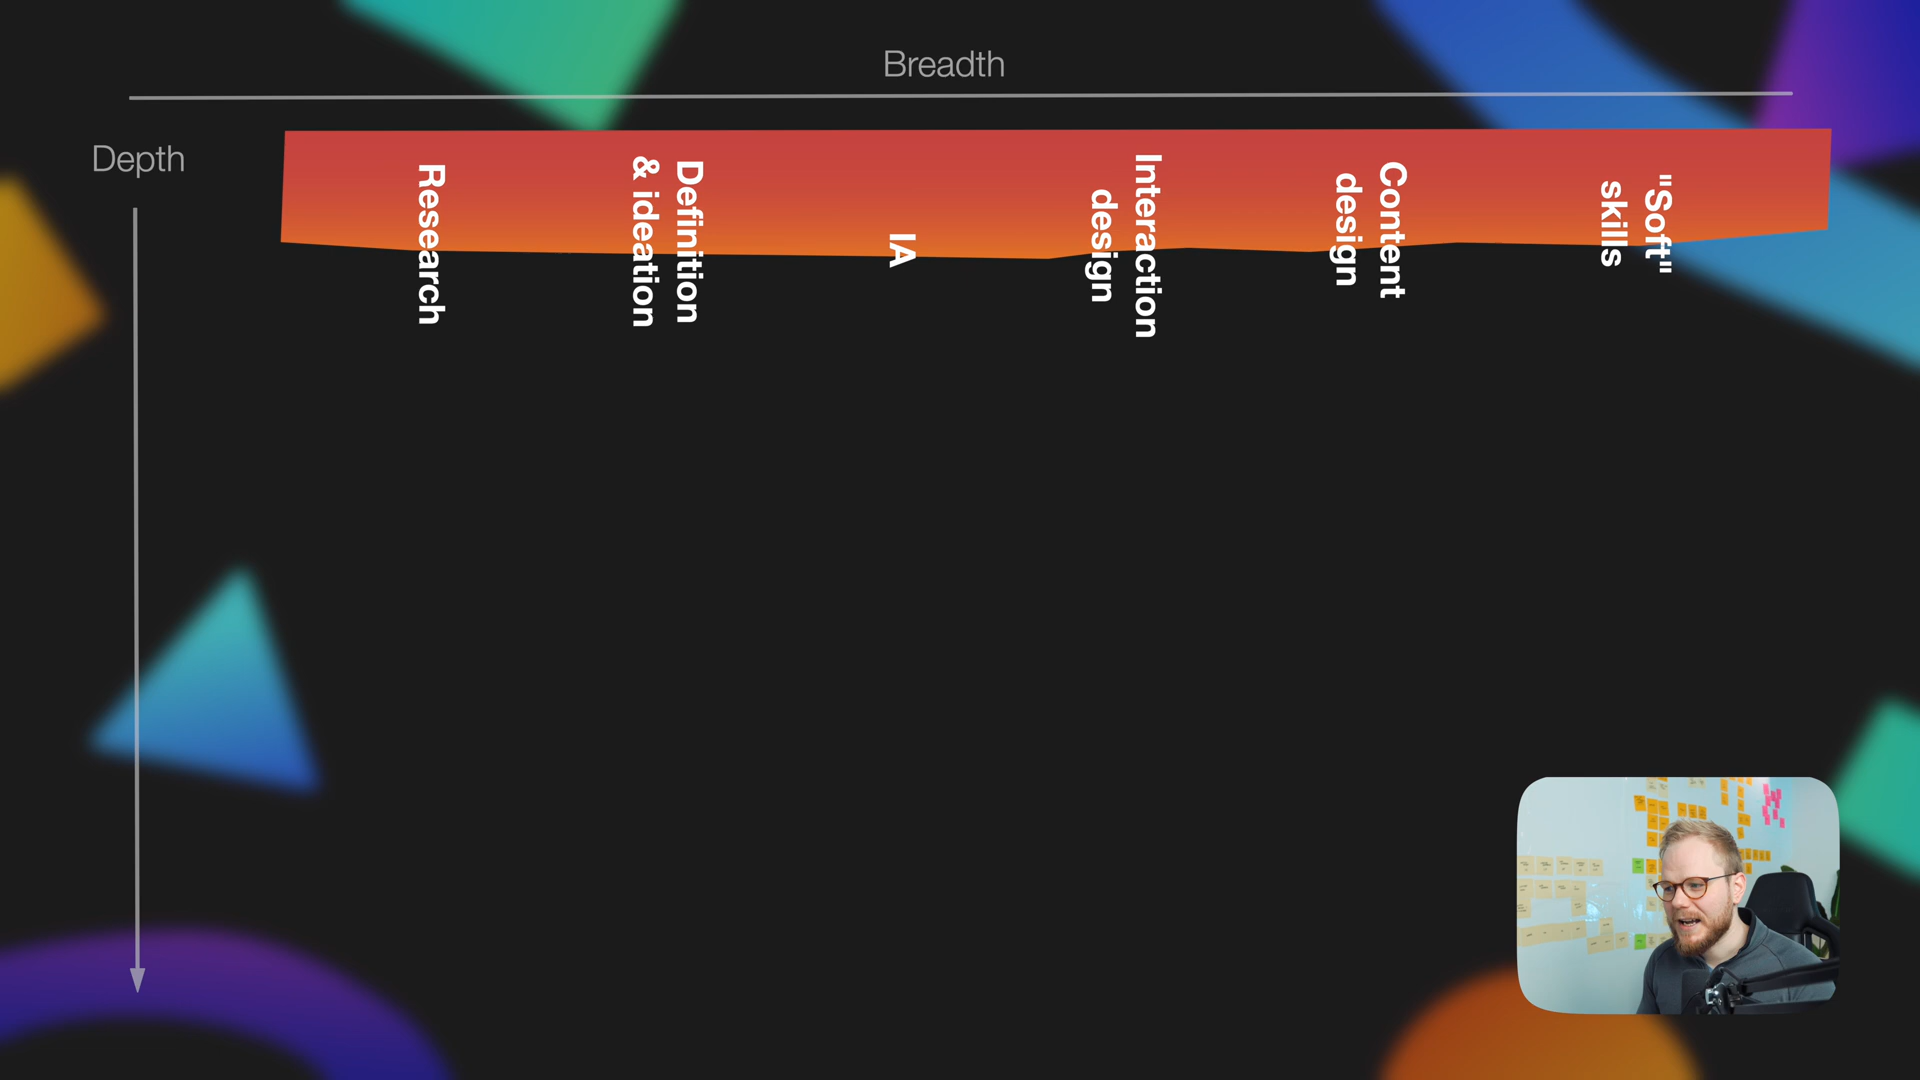 Breadth
Depth
Research
Definition
& ideation
IA
Interaction
design
Content
design
"Soft"
skills